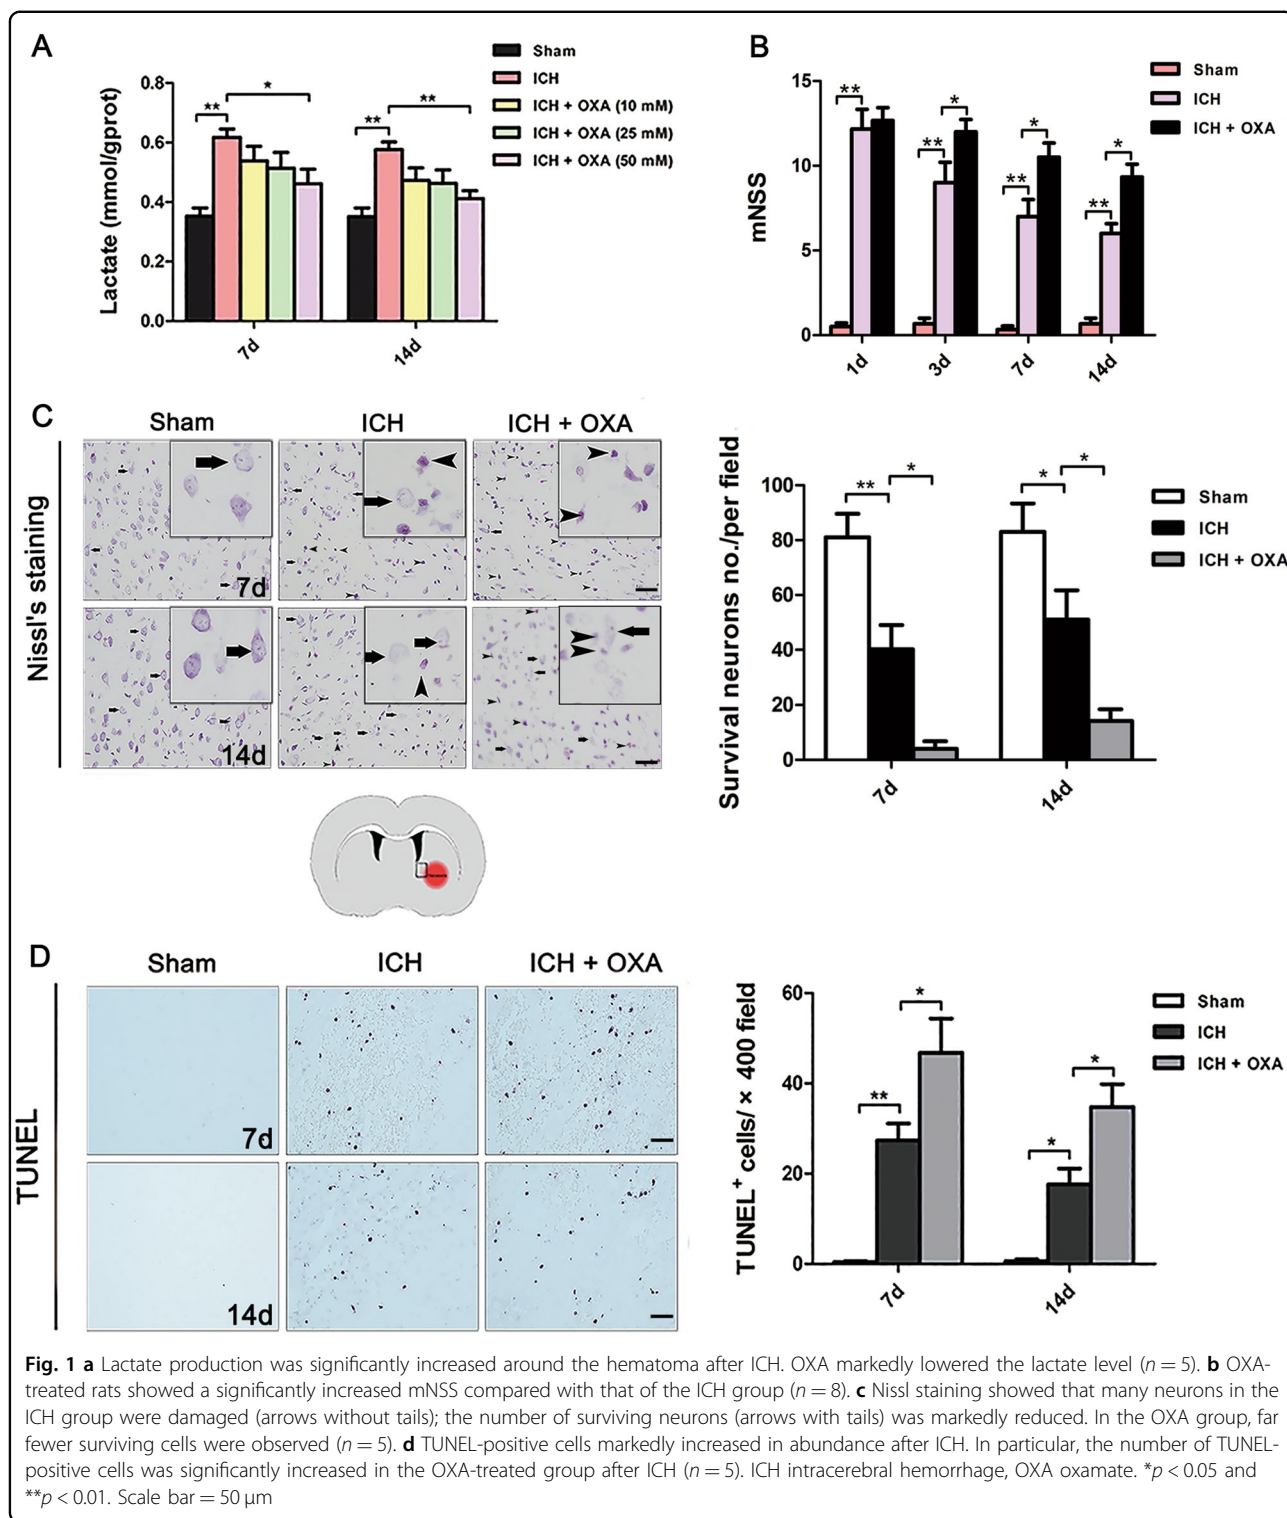 A
Sham
ICH
ICH + OXA (10 mM)
ICH + OXA (25 mM)
ICH + OXA (50 mM)
Lactate (mmol/gprot)
0.8
0.6
0.4
0.2
0.0
** *
** **
7d 14d
B
Sham
ICH
ICH + OXA
mNSS
15
10
5
0
**
** *
** *
** *
1d 3d 7d 14d
C
Sham ICH ICH + OXA
Nissl's staining
7d
14d
Survival neurons no./per field
100
80
60
40
20
0
** *
* *
7d 14d
Sham
ICH
ICH + OXA
D
Sham ICH ICH + OXA
TUNEL
7d
14d
TUNEL+ cells/ × 400 field
60
40
20
0
** *
* *
7d 14d
Sham
ICH
ICH + OXA
Fig. 1 a Lactate production was significantly increased around the hematoma after ICH. OXA markedly lowered the lactate level (n = 5). b OXA-
treated rats showed a significantly increased mNSS compared with that of the ICH group (n = 8). c Nissl staining showed that many neurons in the
ICH group were damaged (arrows without tails); the number of surviving neurons (arrows with tails) was markedly reduced. In the OXA group, far
fewer surviving cells were observed (n = 5). d TUNEL-positive cells markedly increased in abundance after ICH. In particular, the number of TUNEL-
positive cells was significantly increased in the OXA-treated group after ICH (n = 5). ICH intracerebral hemorrhage, OXA oxamate. *p < 0.05 and
**p < 0.01. Scale bar = 50 µm